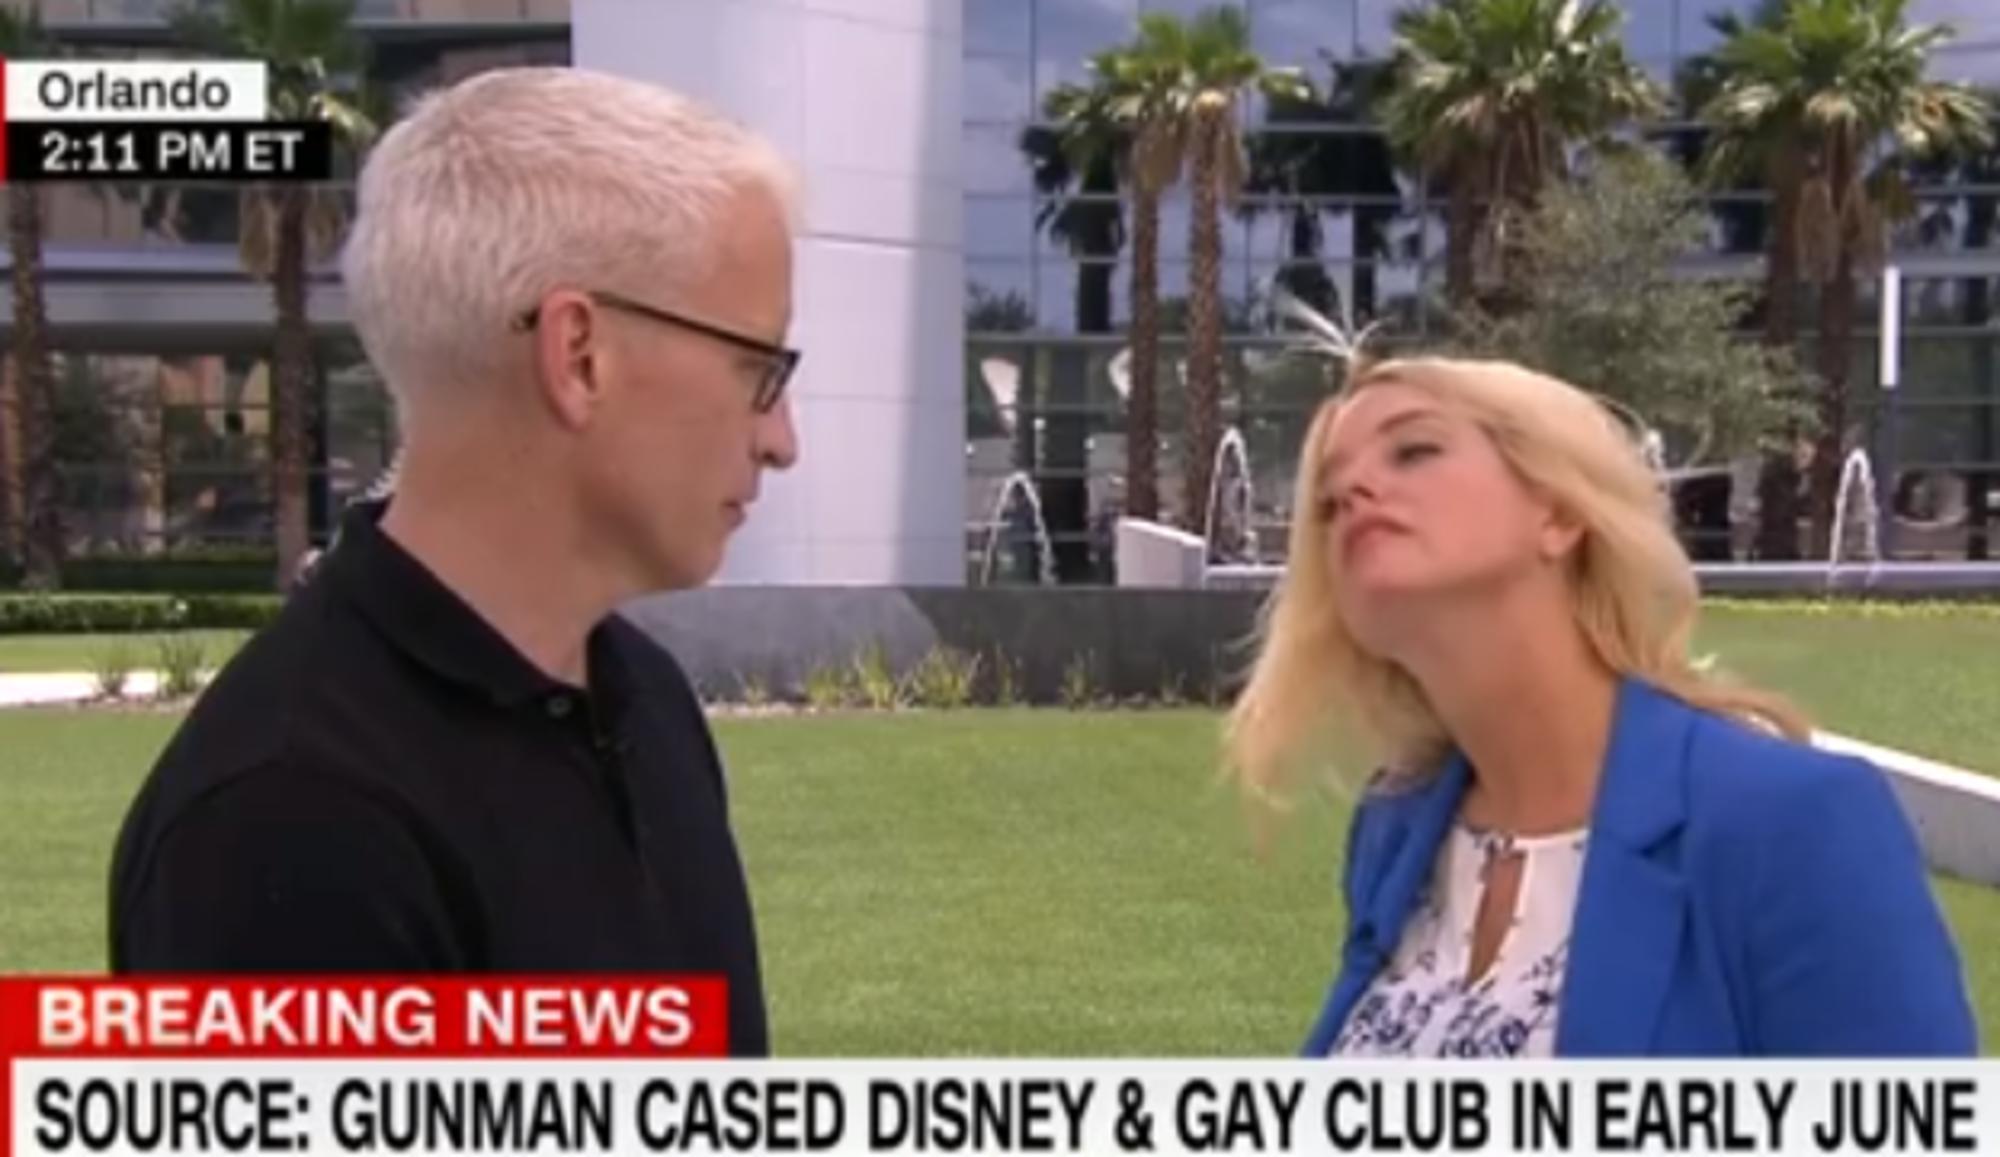 Orlando
2:11 PM ET
BREAKING NEWS
SOURCE: GUNMAN CASED DISNEY & GAY CLUB IN EARLY JUNE